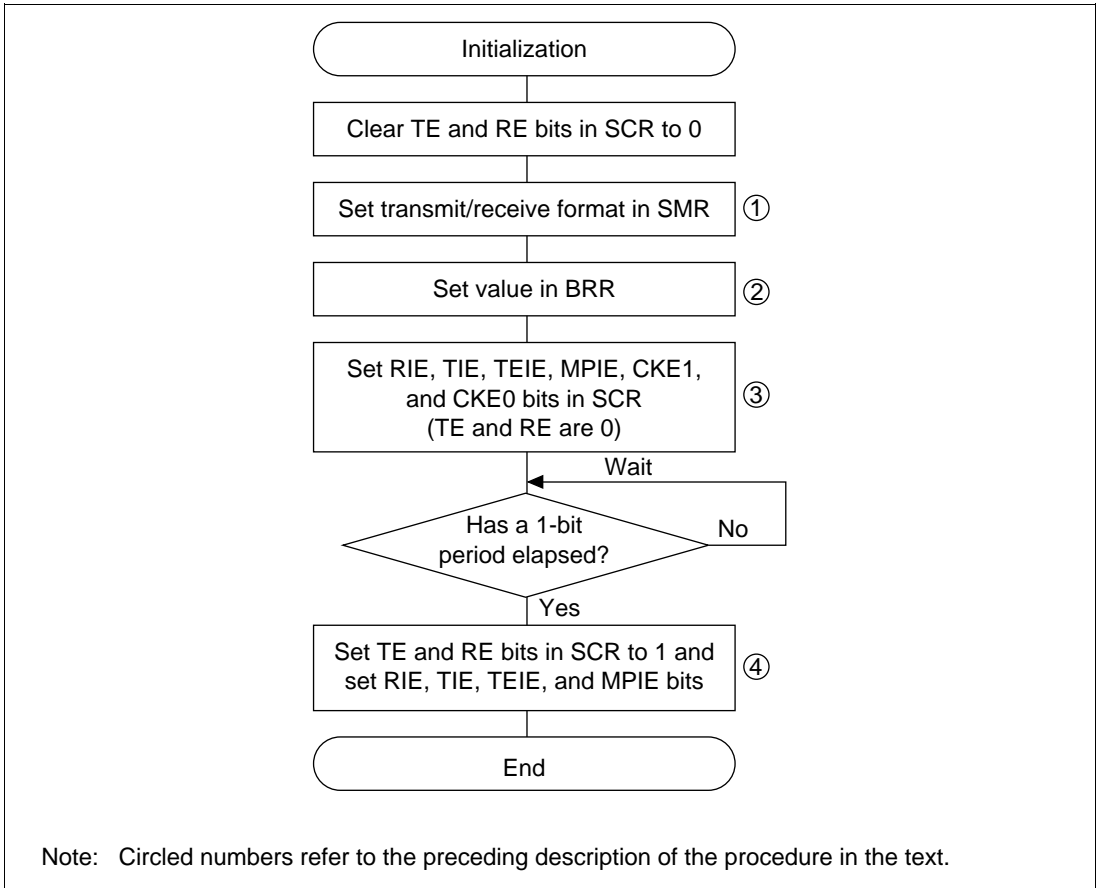 Initialization
Clear TE and RE bits in SCR to 0
Set transmit/receive format in SMR ①
Set value in BRR ②
Set RIE, TIE, TEIE, MPIE, CKE1,
and CKE0 bits in SCR ③
(TE and RE are 0)
Wait
Has a 1-bit
period elapsed?
No
Yes
Set TE and RE bits in SCR to 1 and
set RIE, TIE, TEIE, and MPIE bits ④
End
Note: Circled numbers refer to the preceding description of the procedure in the text.